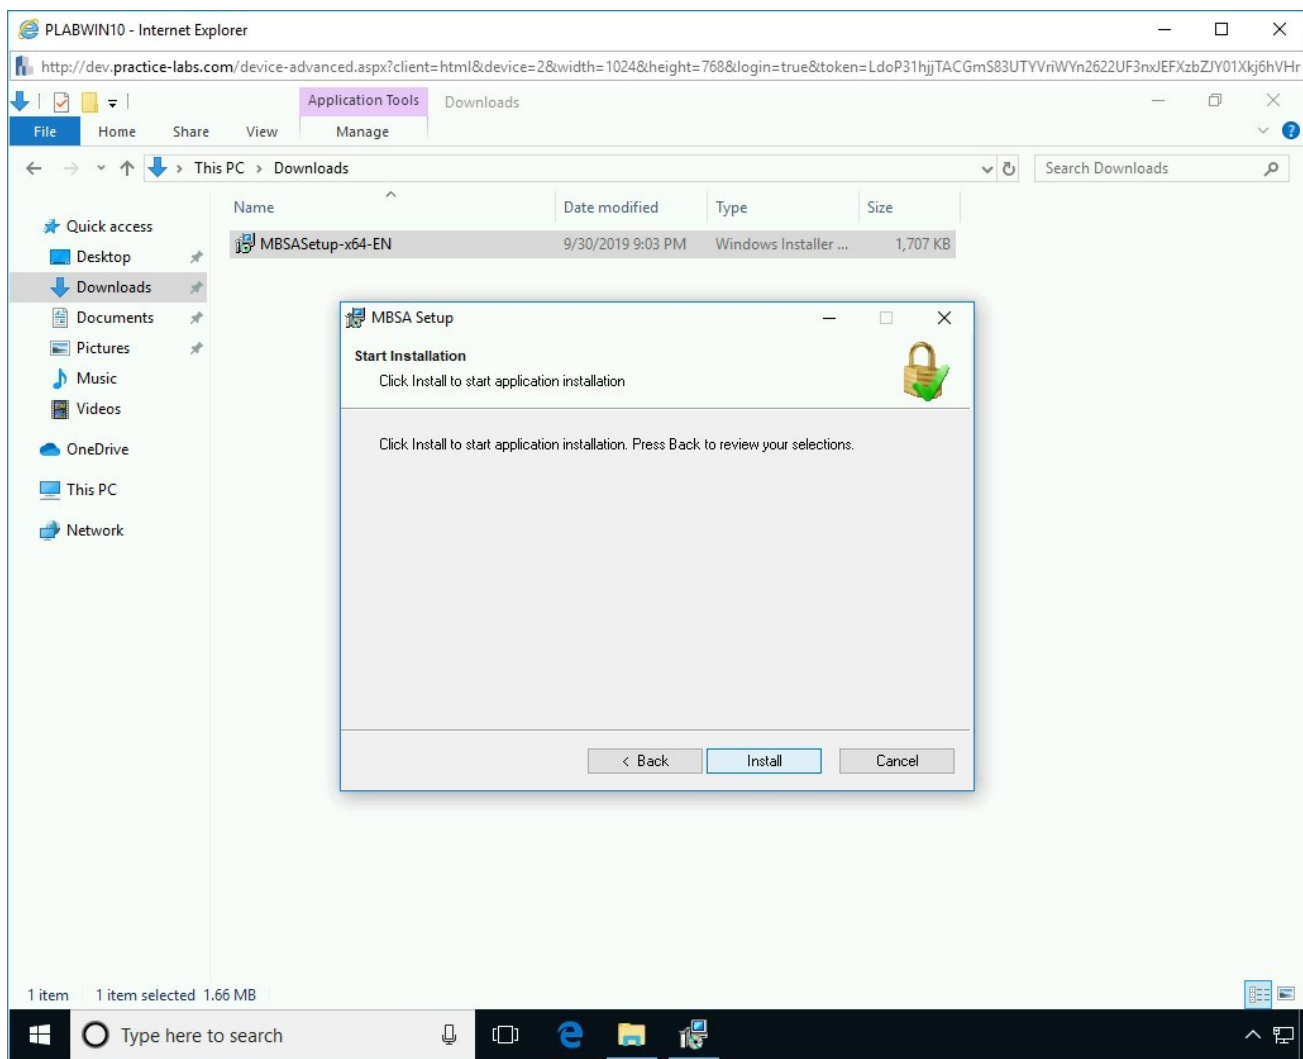 PLABWIN10 - Internet Explorer
http://dev.practice-labs.com/device-advanced.aspx?client=html&device=2&width=1024&height=768&login=true&token=LdoP31hjjTACGmS83UTYVriWYn2622UF3nxJEFXzbZJY01Xkj6hVHr
Application Tools Downloads
File Home Share View Manage
This PC > Downloads
Search Downloads
Name Date modified Type Size
MBSASetup-x64-EN 9/30/2019 9:03 PM Windows Installer ... 1,707 KB
Quick access
Desktop
Downloads
Documents
Pictures
Music
Videos
OneDrive
This PC
Network
MBSA Setup
Start Installation
Click Install to start application installation
Click Install to start application installation. Press Back to review your selections.
< Back Install Cancel
1 item 1 item selected 1.66 MB
Type here to search